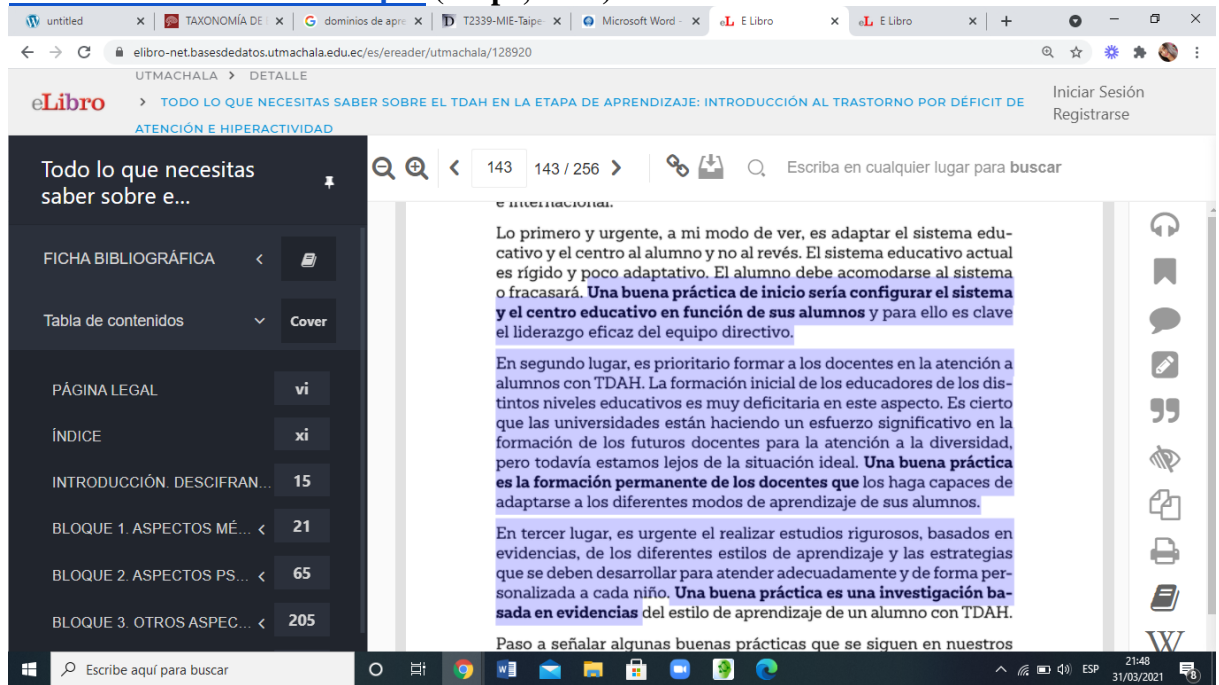 untitled
TAXONOMÍA DE L
dominios de apre
T2339-MIE-Taipe-
Microsoft Word -
E Libro
E Libro
elibro-net.basesdedatos.utmachala.edu.ec/es/ereader/utmachala/128920
UTMACHALA > DETALLE
eLibro
> TODO LO QUE NECESITAS SABER SOBRE EL TDAH EN LA ETAPA DE APRENDIZAJE: INTRODUCCIÓN AL TRASTORNO POR DÉFICIT DE
ATENCIÓN E HIPERACTIVIDAD
Iniciar Sesión
Registrarse
Todo lo que necesitas
saber sobre e...
FICHA BIBLIOGRÁFICA
Tabla de contenidos Cover
PÁGINA LEGAL vi
ÍNDICE xi
INTRODUCCIÓN. DESCIFRAN... 15
BLOQUE 1. ASPECTOS MÉ... 21
BLOQUE 2. ASPECTOS PS... 65
BLOQUE 3. OTROS ASPEC... 205
143 143 / 256 Escriba en cualquier lugar para buscar
e internacional.
Lo primero y urgente, a mi modo de ver, es adaptar el sistema edu-
cativo y el centro al alumno y no al revés. El sistema educativo actual
es rígido y poco adaptativo. El alumno debe acomodarse al sistema
o fracasará. Una buena práctica de inicio sería configurar el sistema
y el centro educativo en función de sus alumnos y para ello es clave
el liderazgo eficaz del equipo directivo.
En segundo lugar, es prioritario formar a los docentes en la atención a
alumnos con TDAH. La formación inicial de los educadores de los dis-
tintos niveles educativos es muy deficitaria en este aspecto. Es cierto
que las universidades están haciendo un esfuerzo significativo en la
formación de los futuros docentes para la atención a la diversidad,
pero todavía estamos lejos de la situación ideal. Una buena práctica
es la formación permanente de los docentes que los haga capaces de
adaptarse a los diferentes modos de aprendizaje de sus alumnos.
En tercer lugar, es urgente el realizar estudios rigurosos, basados en
evidencias, de los diferentes estilos de aprendizaje y las estrategias
que se deben desarrollar para atender adecuadamente y de forma per-
sonalizada a cada niño. Una buena práctica es una investigación ba-
sada en evidencias del estilo de aprendizaje de un alumno con TDAH.
Paso a señalar algunas buenas prácticas que se siguen en nuestros
Escribe aquí para buscar
ESP
21:48
31/03/2021
8